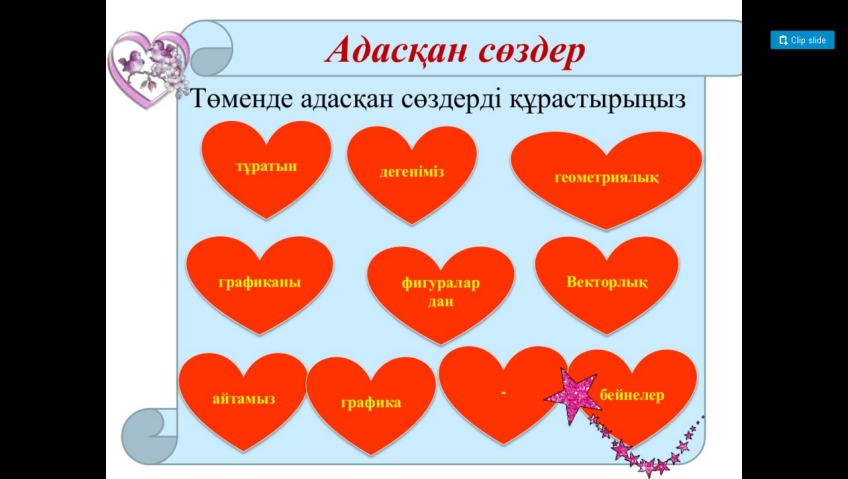 Адасқан сөздер
Clip slide
Төменде адасқан сөздерді құрастырыңыз
тұратын
дегеніміз
геометриялық
графиканы
фигуралар
дан
Векторлық
айтамыз
графика
-
бейнелер